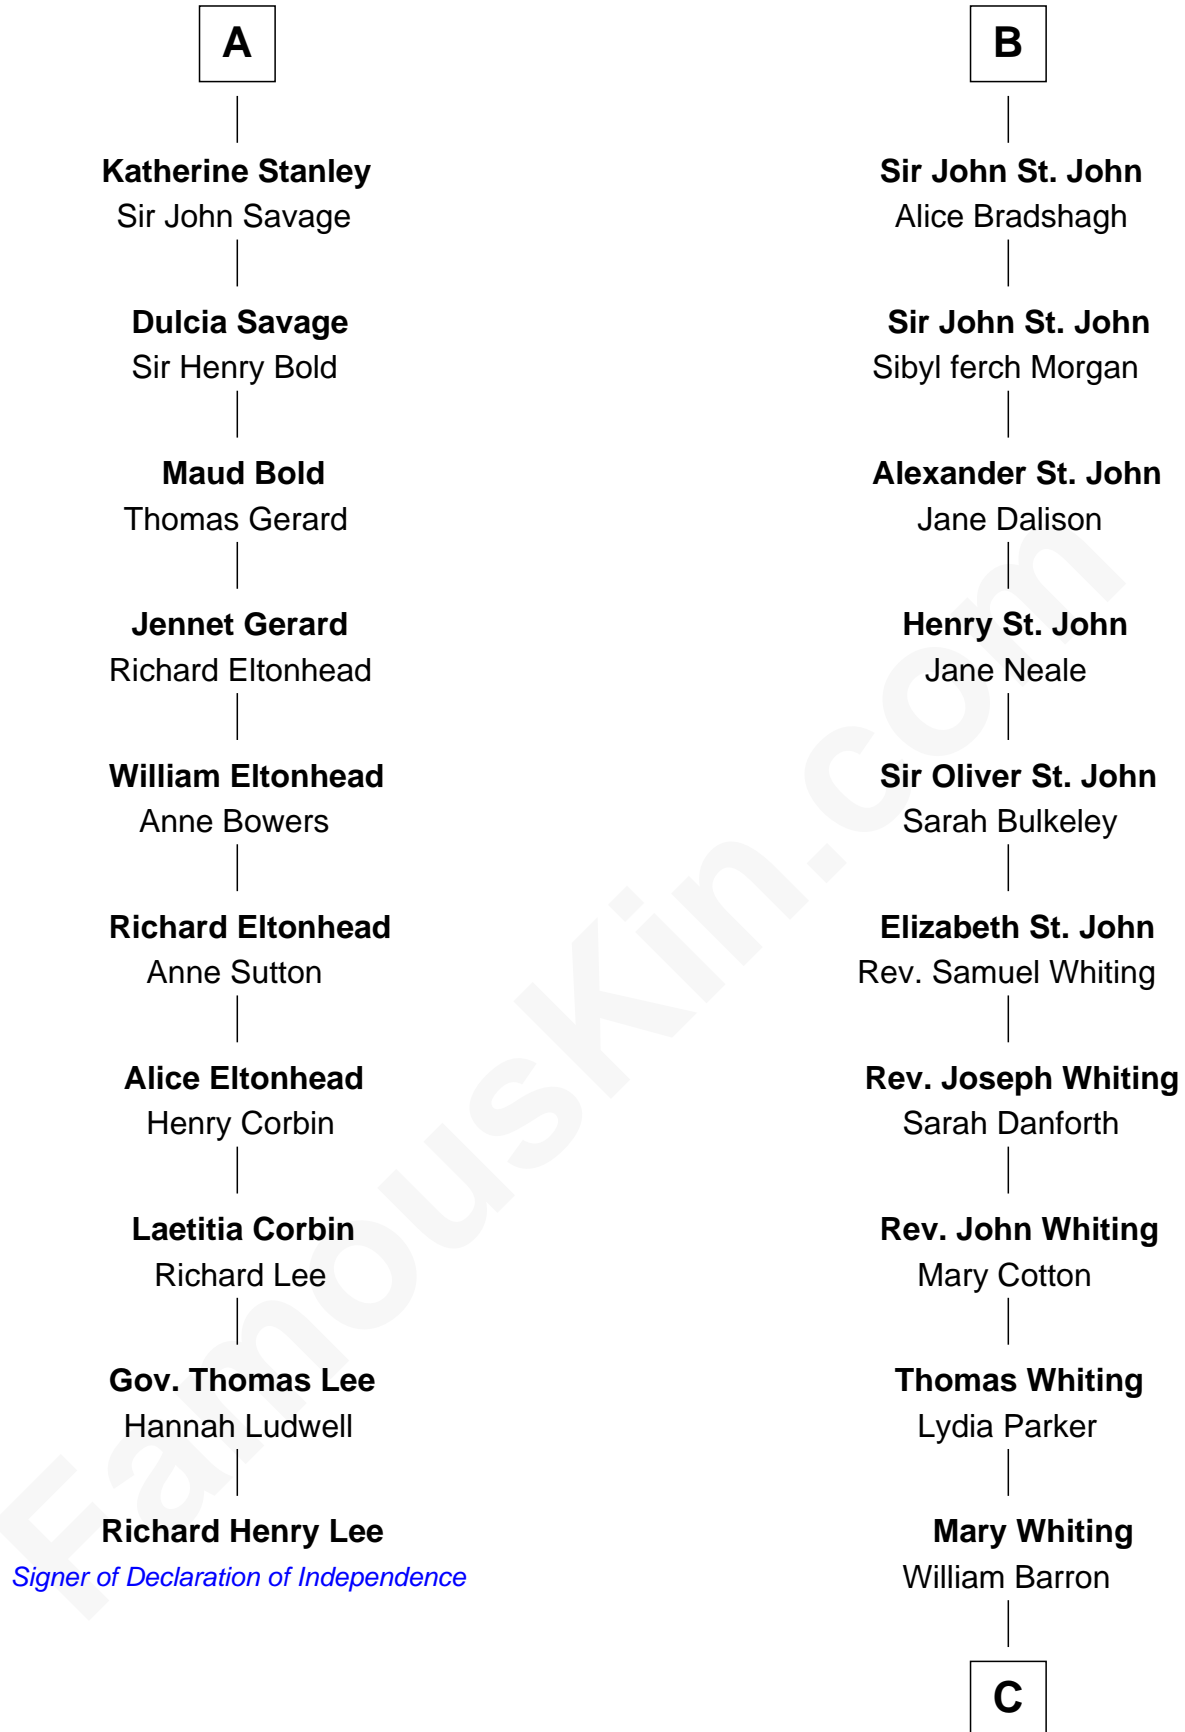 A
Katherine Stanley
Sir John Savage
Dulcia Savage
Sir Henry Bold
Maud Bold
Thomas Gerard
Jennet Gerard
Richard Eltonhead
William Eltonhead
Anne Bowers
Richard Eltonhead
Anne Sutton
Alice Eltonhead
Henry Corbin
Laetitia Corbin
Richard Lee
Gov. Thomas Lee
Hannah Ludwell
Richard Henry Lee
Signer of Declaration of Independence
B
Sir John St. John
Alice Bradshagh
Sir John St. John
Sibyl ferch Morgan
Alexander St. John
Jane Dalison
Henry St. John
Jane Neale
Sir Oliver St. John
Sarah Bulkeley
Elizabeth St. John
Rev. Samuel Whiting
Rev. Joseph Whiting
Sarah Danforth
Rev. John Whiting
Mary Cotton
Thomas Whiting
Lydia Parker
Mary Whiting
William Barron
C
FamousKin.com